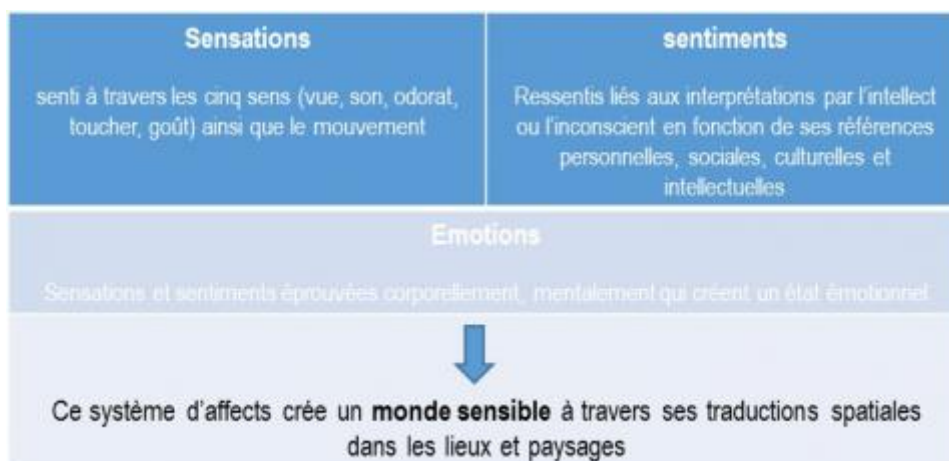 Sensations
senti à travers les cinq sens (vue, son, odorat,
toucher, goût) ainsi que le mouvement
sentiments
Ressentis liés aux interprétations par l'intellect
ou l'inconscient en fonction de ses références
personnelles, sociales, culturelles et
intellectuelles
Emotions
Sensations et sentiments éprouvées corporellement, mentalement qui créent un état émotionnel
Ce système d'affects crée un monde sensible à travers ses traductions spatiales
dans les lieux et paysages